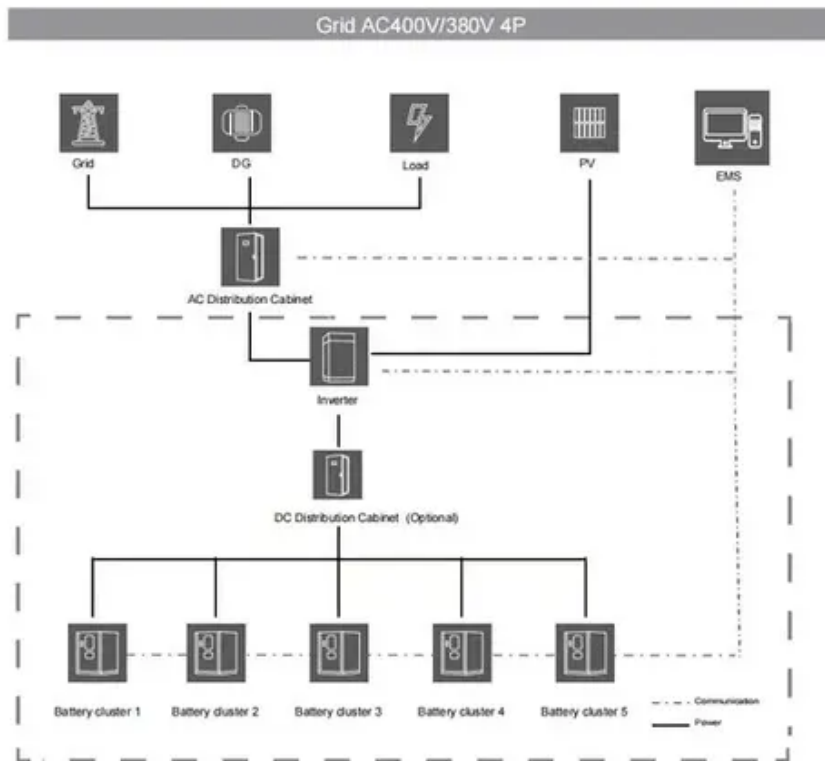 Grid AC400V/380V 4P
Grid
DG
Load
PV
EMS
AC Distribution Cabinet
Inverter
DC Distribution Cabinet (Optional)
Battery cluster 1
Battery cluster 2
Battery cluster 3
Battery cluster 4
Battery cluster 5
Communication
Power